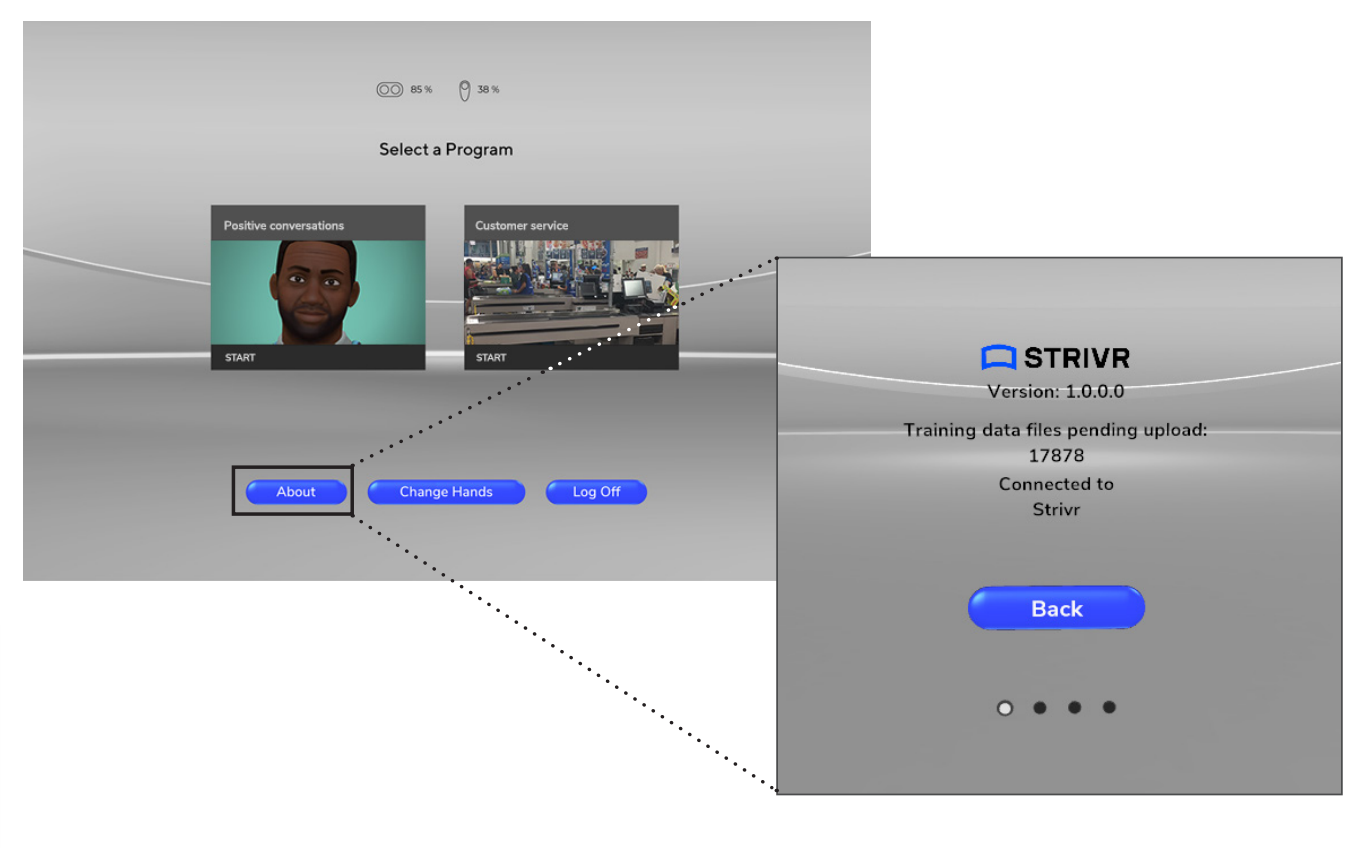 85 %
38 %
Select a Program
Positive conversations
Customer service
START
START
About
Change Hands
Log Off
STRIVR
Version: 1.0.0.0
Training data files pending upload:
17878
Connected to
Strivr
Back